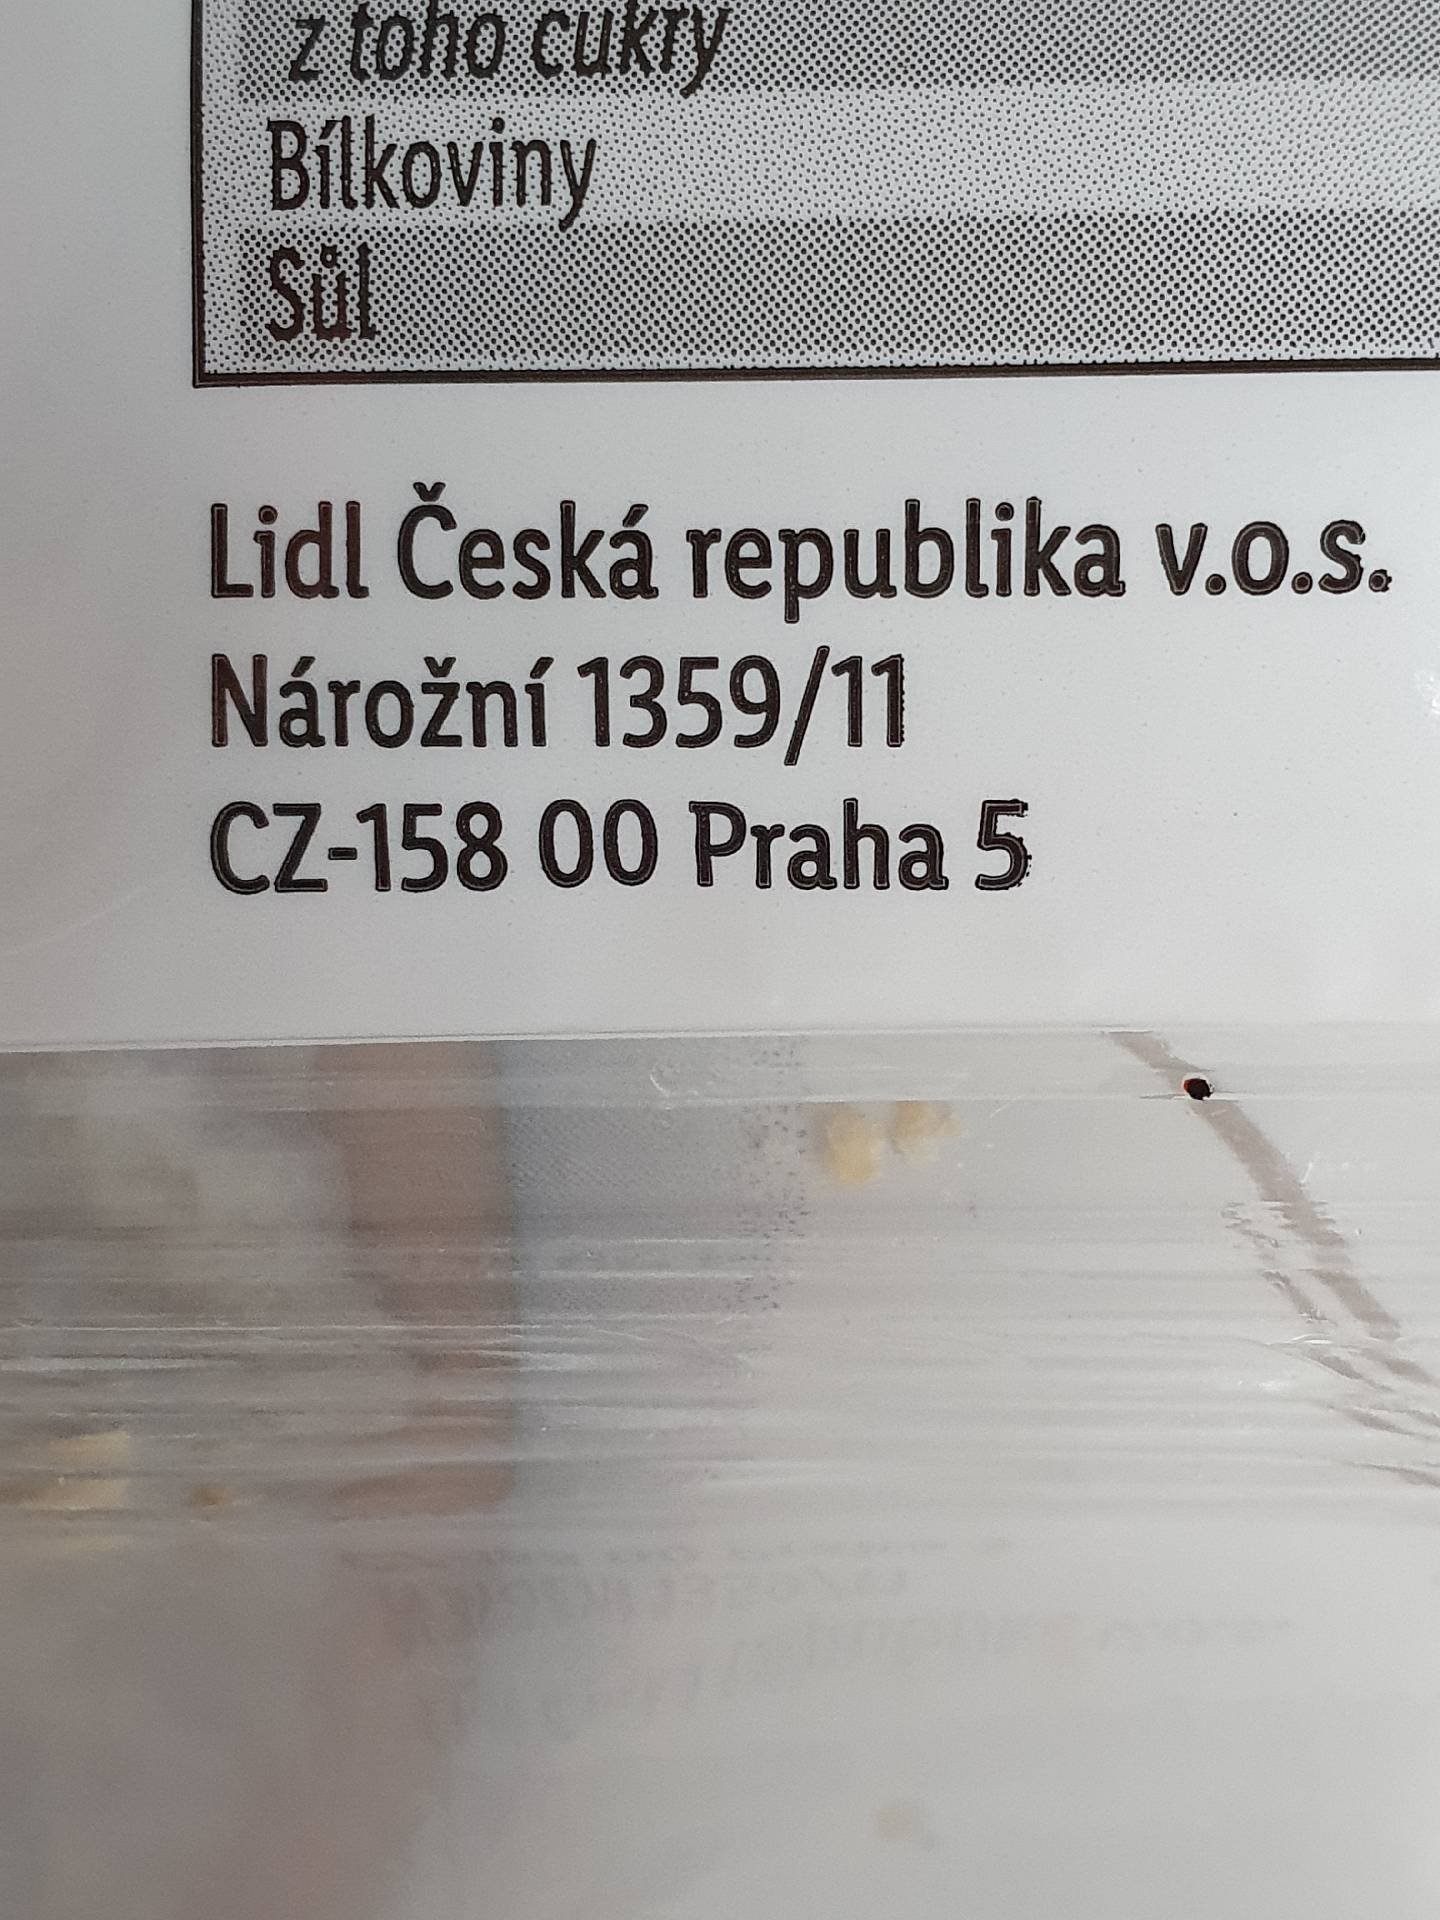 z toho cukry
Bílkoviny
Sůl
Lidl Česká republika v.o.s.
Nárožní 1359/11
CZ-158 00 Praha 5